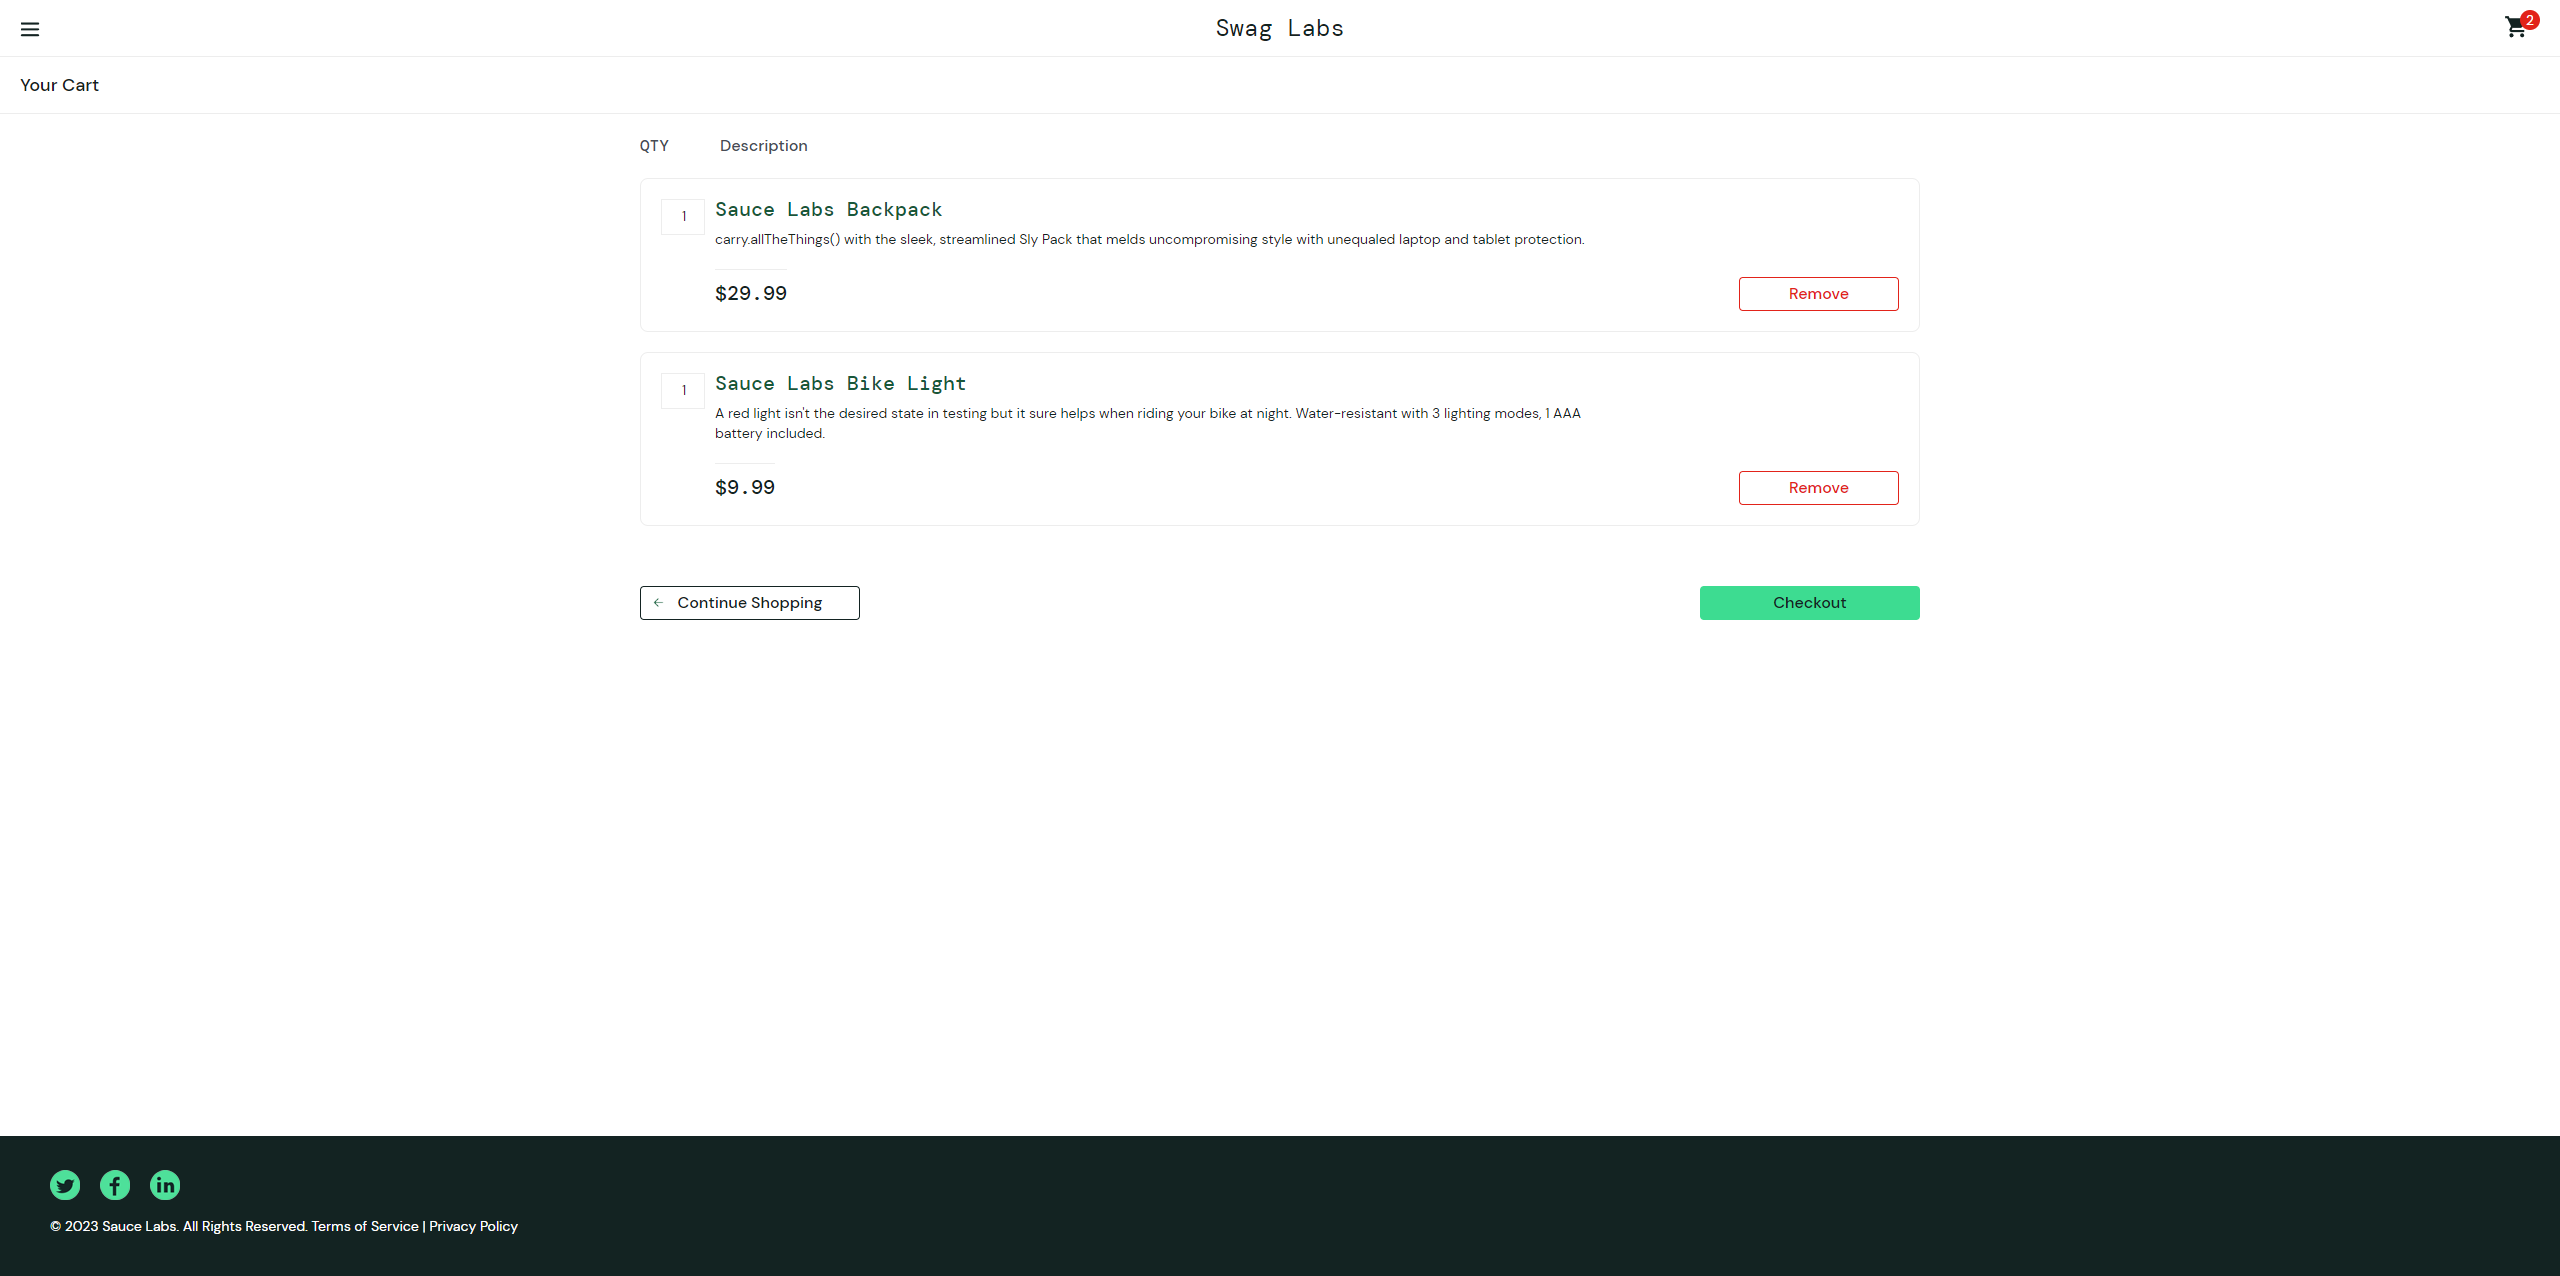 Swag Labs
2
Your Cart
QTY Description
1
Sauce Labs Backpack
carry.allTheThings() with the sleek, streamlined Sly Pack that melds uncompromising style with unequaled laptop and tablet protection.
$29.99
Remove
1
Sauce Labs Bike Light
A red light isn't the desired state in testing but it sure helps when riding your bike at night. Water-resistant with 3 lighting modes, 1 AAA
battery included.
$9.99
Remove
Continue Shopping
Checkout
© 2023 Sauce Labs. All Rights Reserved. Terms of Service | Privacy Policy